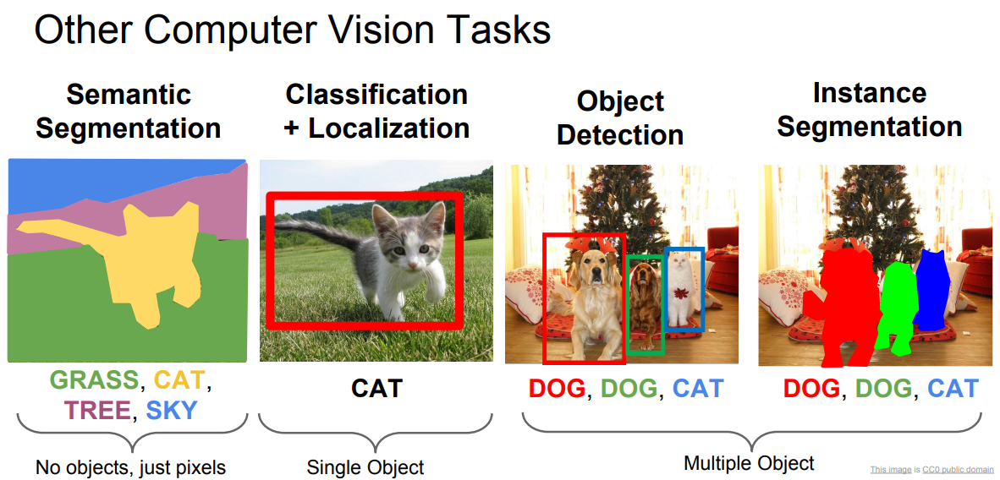 Other Computer Vision Tasks
Semantic
Segmentation
Classification
+ Localization
Object
Detection
Instance
Segmentation
GRASS, CAT,
TREE, SKY
CAT
DOG, DOG, CAT
DOG, DOG, CAT
No objects, just pixels
Single Object
Multiple Object
This image is CC0 public domain